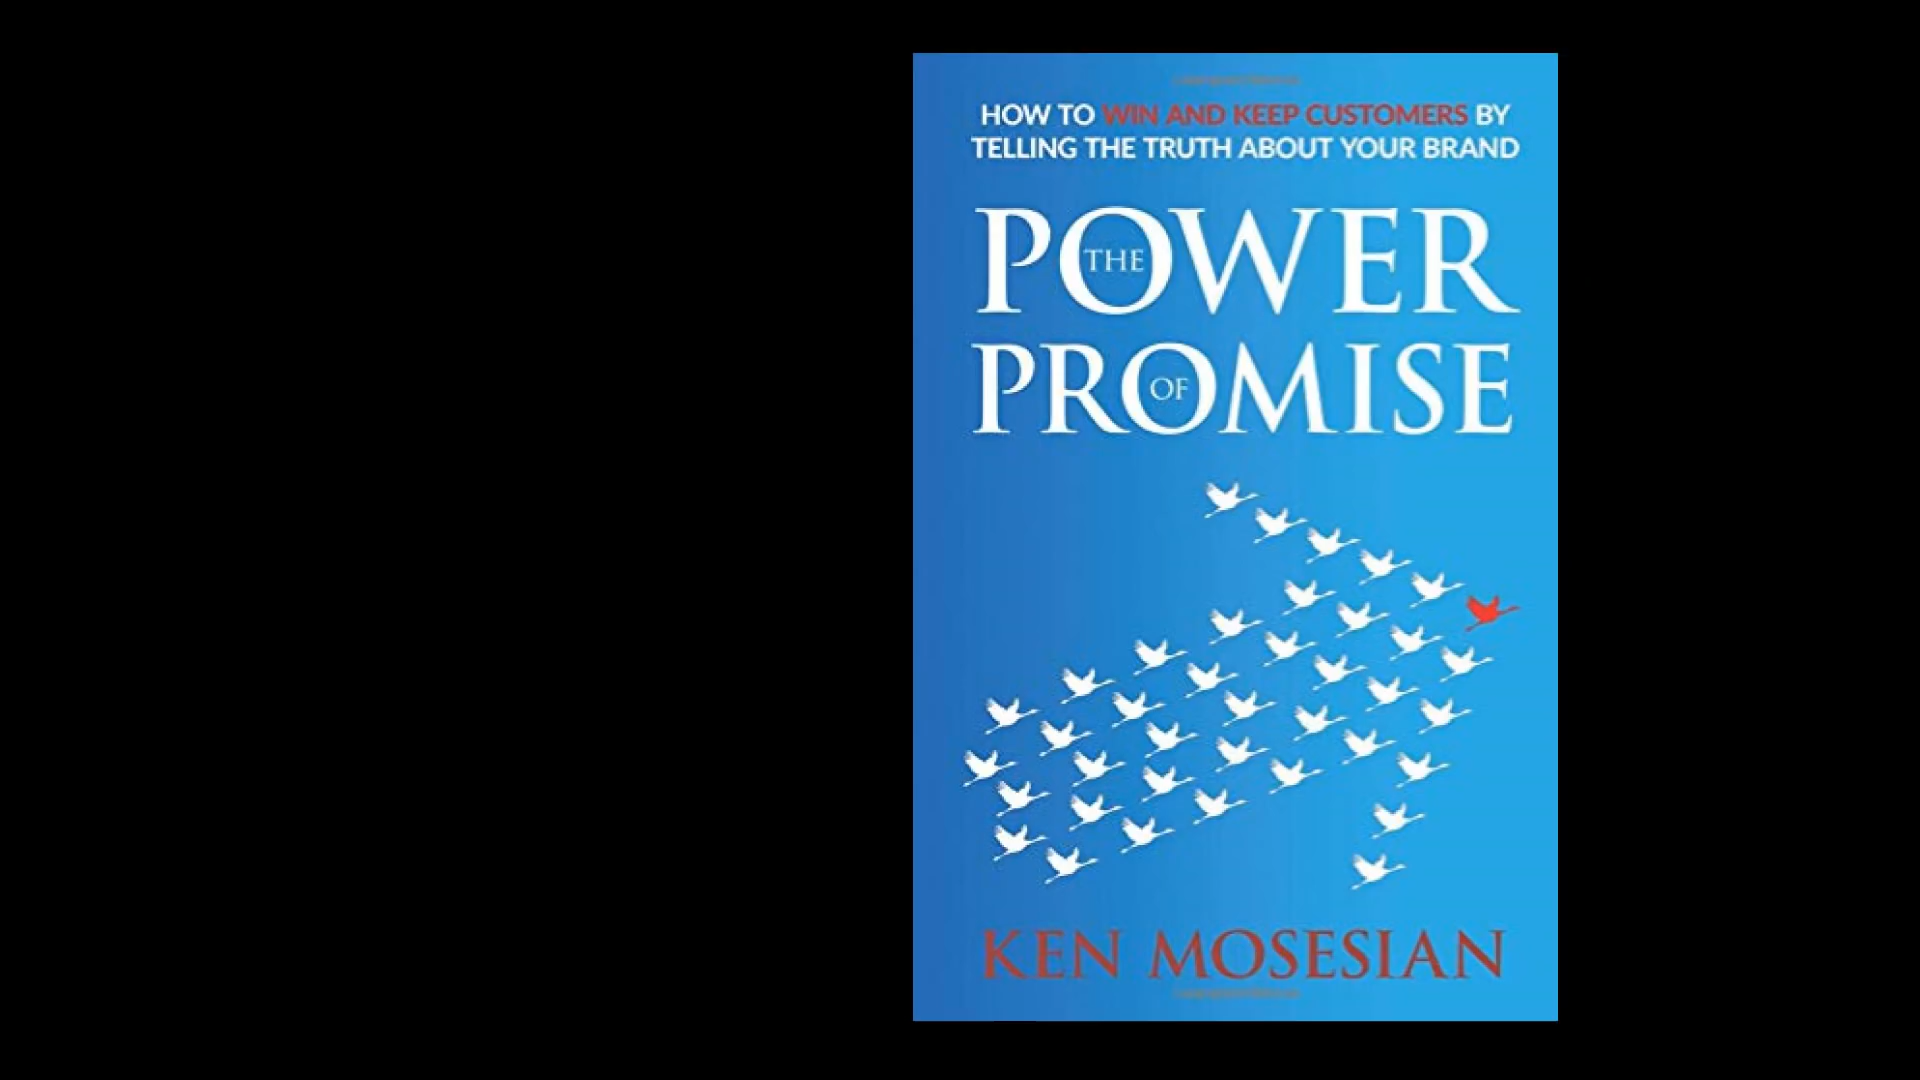 HOW TO WIN AND KEEP CUSTOMERS BY
TELLING THE TRUTH ABOUT YOUR BRAND
THE
POWER
OF
PROMISE
KEN MOSESIAN